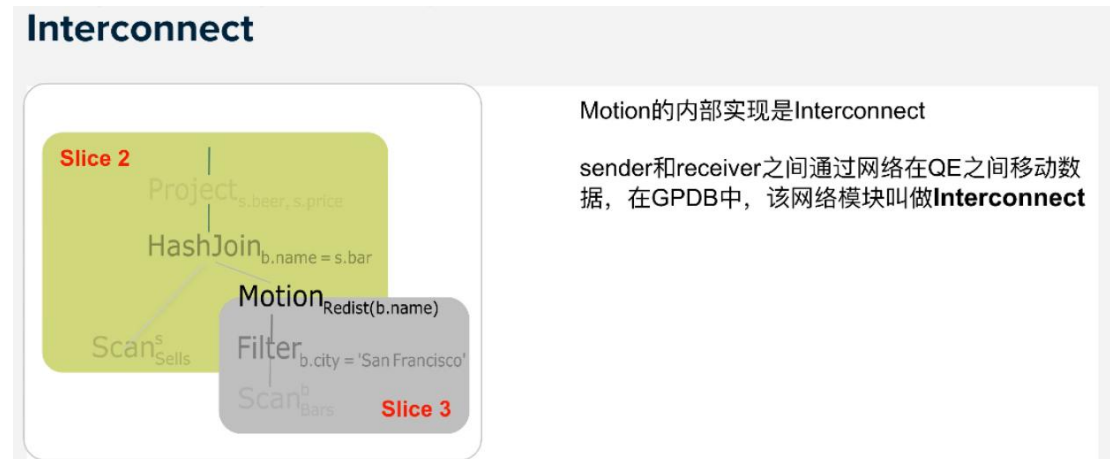 Interconnect
Slice 2
Project s.beer, s.price
HashJoin b.name = s.bar
Motion Redist(b.name)
Scan s Sells
Filter b.city = 'San Francisco'
Scan b Bars
Slice 3
Motion的内部实现是Interconnect
sender和receiver之间通过网络在QE之间移动数
据，在GPDB中，该网络模块叫做Interconnect